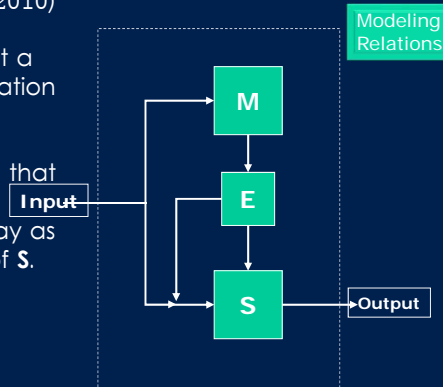 2010)
t a
ation
that
ay as
f S.
Modeling
Relations
M
Input
E
S
Output